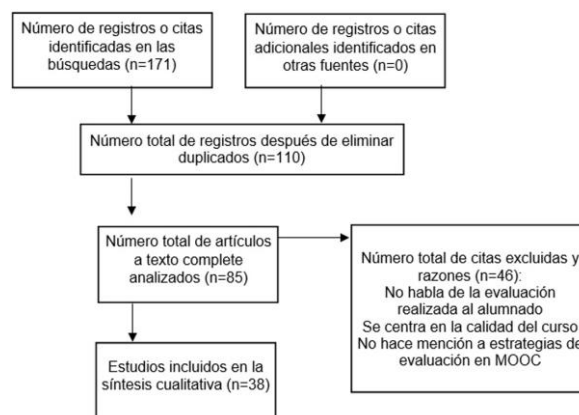 Número de registros o citas
identificadas en las
búsquedas (n=171)
Número de registros o citas
adicionales identificados en
otras fuentes (n=0)
Número total de registros después de eliminar
duplicados (n=110)
Número total de artículos
a texto complete
analizados (n=85)
Número total de citas excluidas y
razones (n=46):
No habla de la evaluación
realizada al alumnado
Se centra en la calidad del curso
No hace mención a estrategias de
evaluación en MOOC
Estudios incluidos en la
síntesis cualitativa (n=38)